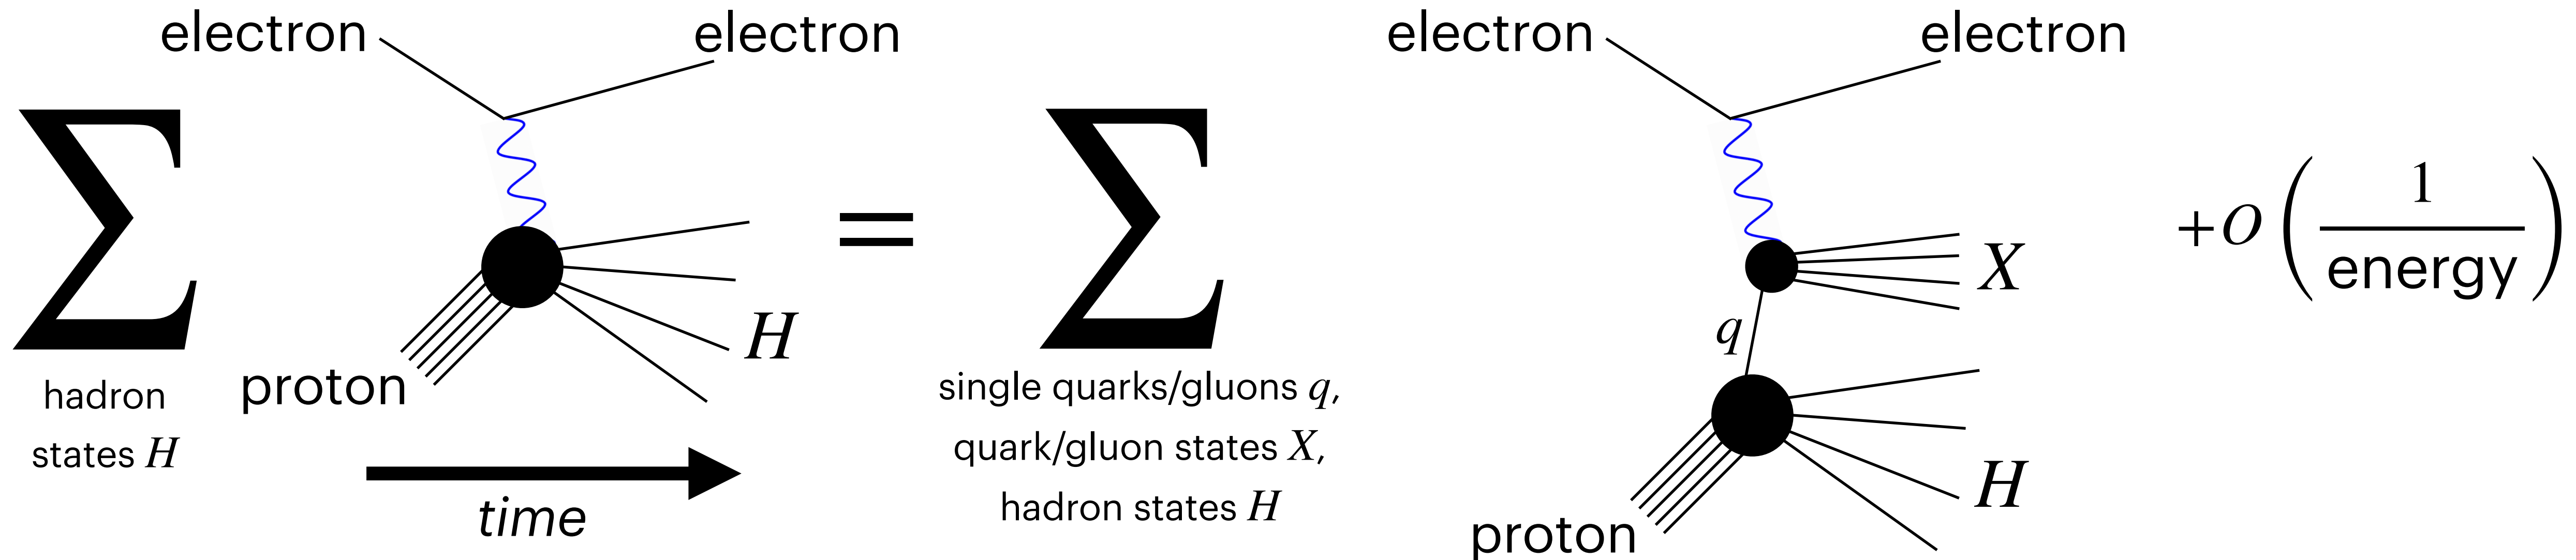 electron
electron
∑
hadron
states H
proton
H
time
=
∑
single quarks/gluons q,
quark/gluon states X,
hadron states H
electron
electron
X
q
H
proton
+O (1/energy)